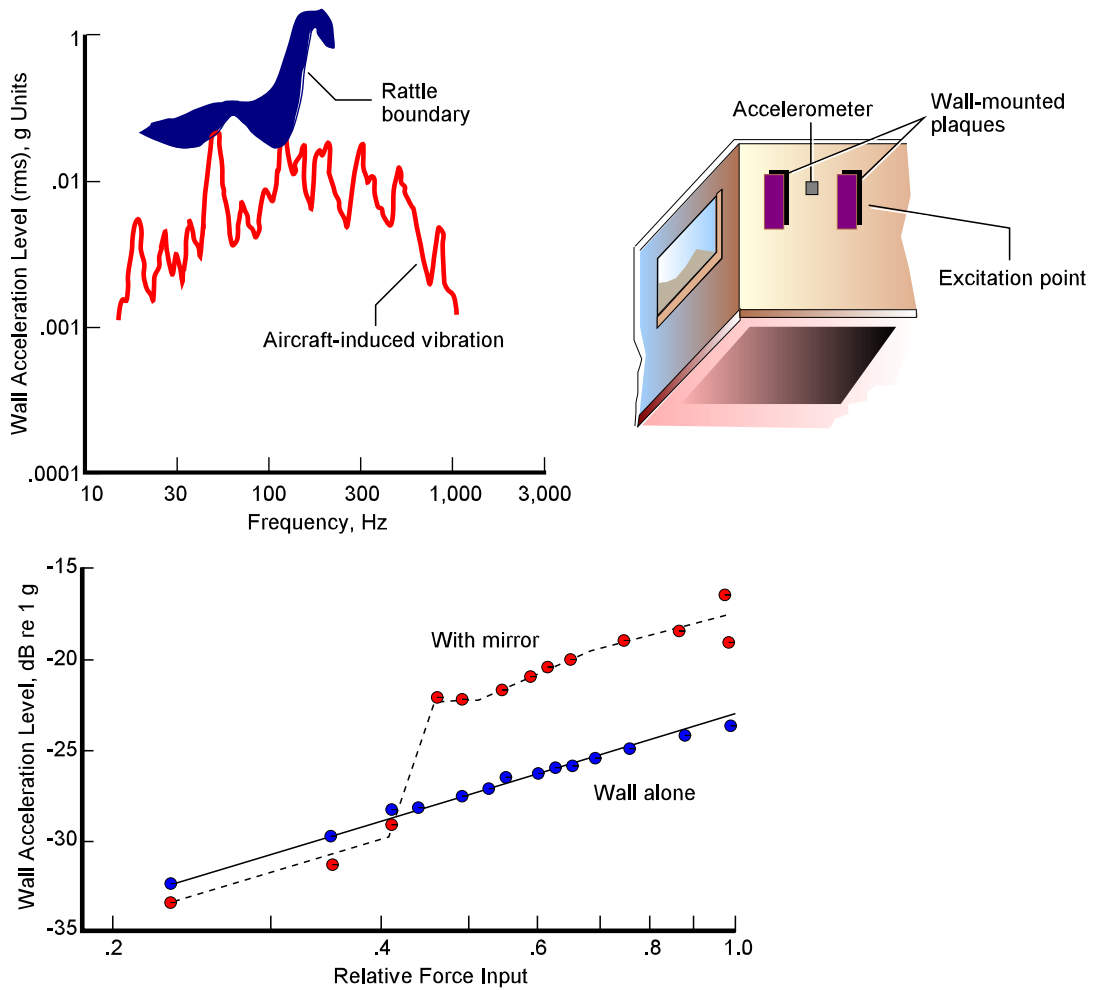 1
.01
.001
.0001
Wall Acceleration Level (rms), g Units
10 30 100 300 1,000 3,000
Frequency, Hz
Rattle
boundary
Aircraft-induced vibration
Accelerometer
Wall-mounted
plaques
Excitation point
-15
-20
-25
-30
-35
Wall Acceleration Level, dB re 1 g
With mirror
Wall alone
.2 .4 .6 .8 1.0
Relative Force Input